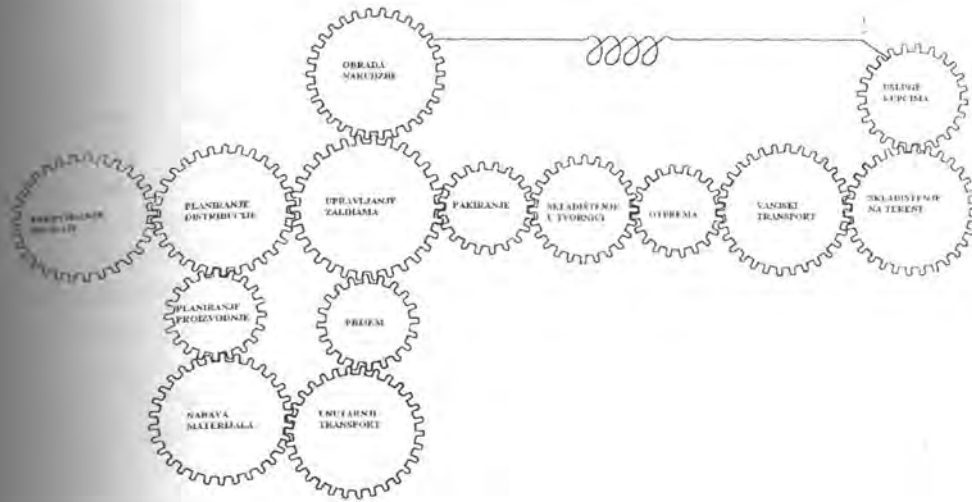 OBRADA
NARUDŽBE
USLUGE
KUPCIMA
PLANIRANJE
DISTRIBUCIJE
UPRAVLJANJE
ZALIHAMA
PAKIRANJE
SKLADIŠTENJE
U TVORNICI
OTPREMA
VANJSKI
TRANSPORT
SKLADIŠTENJE
NA TERENU
PLANIRANJE
PROIZVODNJE
PRIJEM
NABAVA
MATERIJALA
UNUTARNJI
TRANSPORT